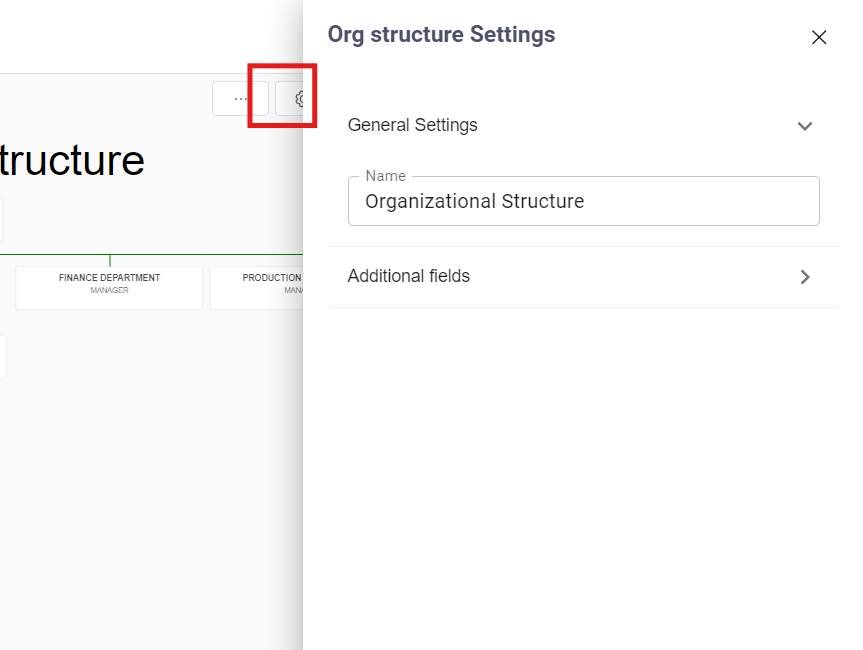 Org structure Settings
General Settings
tructure
Name
Organizational Structure
FINANCE DEPARTMENT
MANAGER
PRODUCTION
MANA
Additional fields